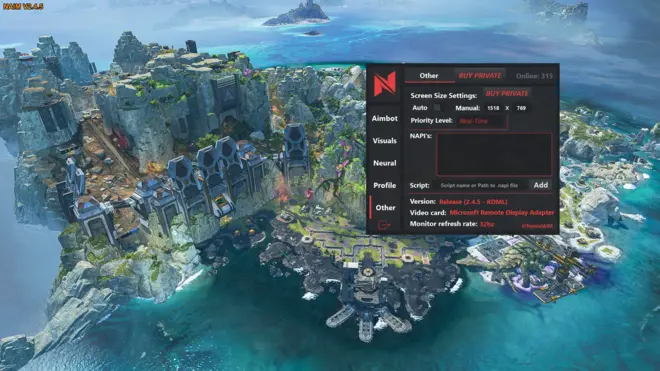 NAIM V2.4.5
Other BUY PRIVATE Online: 315
Screen Size Settings: BUY PRIVATE
Auto Manual: 1518 X 769
Priority Level: Real-Time
NAPI's:
Aimbot
Visuals
Neural
Profile
Other
Script: Script name or Path to .napi file Add
Version: Release (2.4.5 - RDML)
Video card: Microsoft Remote Display Adapter
Monitor refresh rate: 32hz